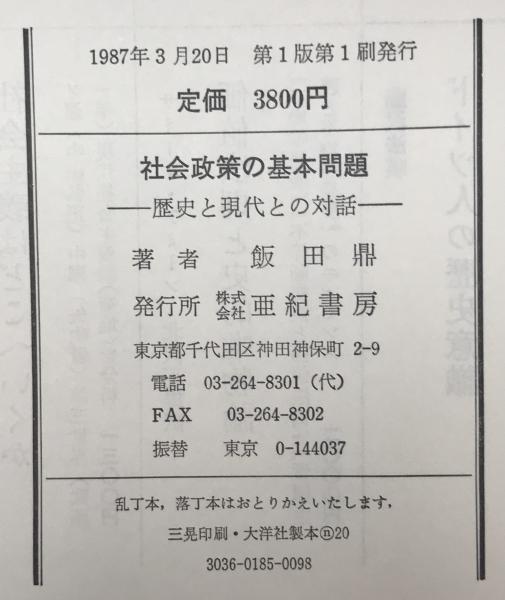 1987年3月20日 第1版第1刷発行
定価 3800円
社会政策の基本問題
――歴史と現代との対話――
著者 飯田鼎
発行所 株式会社 亜紀書房
東京都千代田区神田神保町 2-9
電話 03-264-8301（代）
FAX 03-264-8302
振替 東京 0-144037
乱丁本，落丁本はおとりかえいたします，
三晃印刷・大洋社製本㊐20
3036-0185-0098